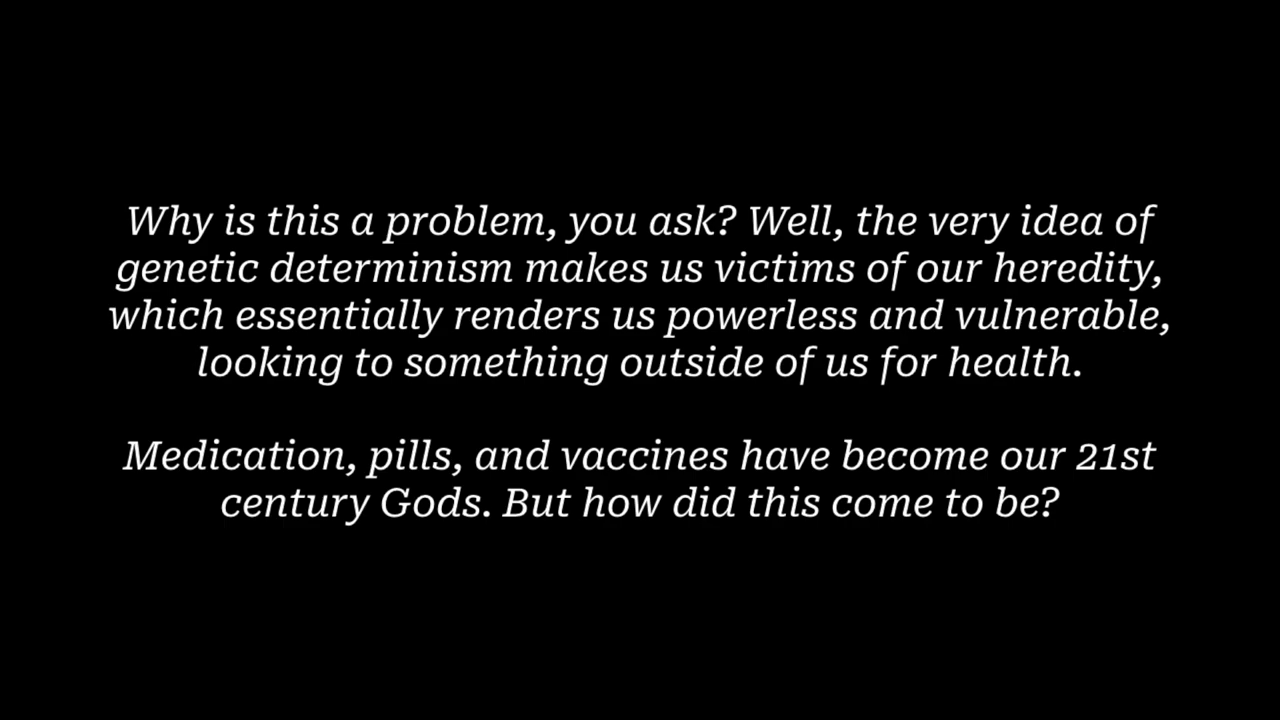 Why is this a problem, you ask? Well, the very idea of
genetic determinism makes us victims of our heredity,
which essentially renders us powerless and vulnerable,
looking to something outside of us for health.
Medication, pills, and vaccines have become our 21st
century Gods. But how did this come to be?